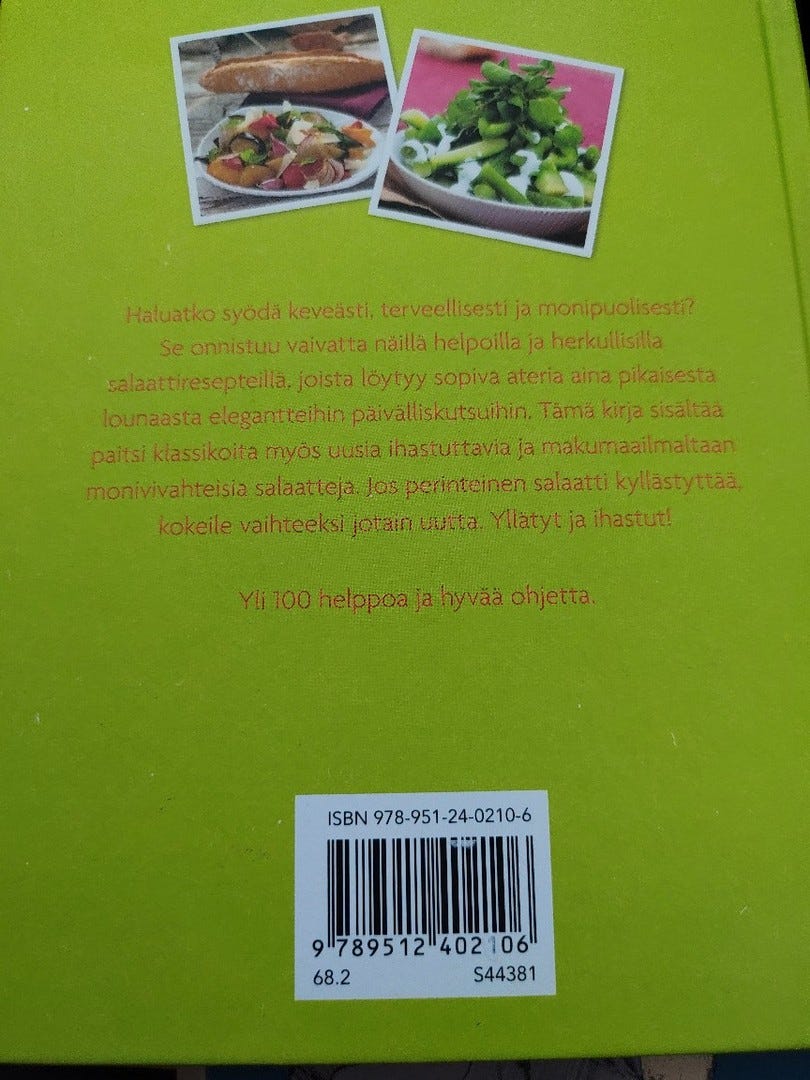 Haluatko syödä keveästi, terveellisesti ja monipuolisesti?
Se onnistuu vaivatta näillä helpoilla ja herkullisilla
salaattiresepteillä, joista löytyy sopiva ateria aina pikaisesta
lounaasta elegantteihin päivälliskutsuihin. Tämä kirja sisältää
paitsi klassikoita myös uusia ihastuttavia ja makumaailmaltaan
monivivahteisia salaatteja. Jos perinteinen salaatti kyllästyttää,
kokeile vaihteeksi jotain uutta. Yllätyt ja ihastut!
Yli 100 helppoa ja hyvää ohjetta.
ISBN 978-951-24-0210-6
9 789512 402106
68.2 S44381